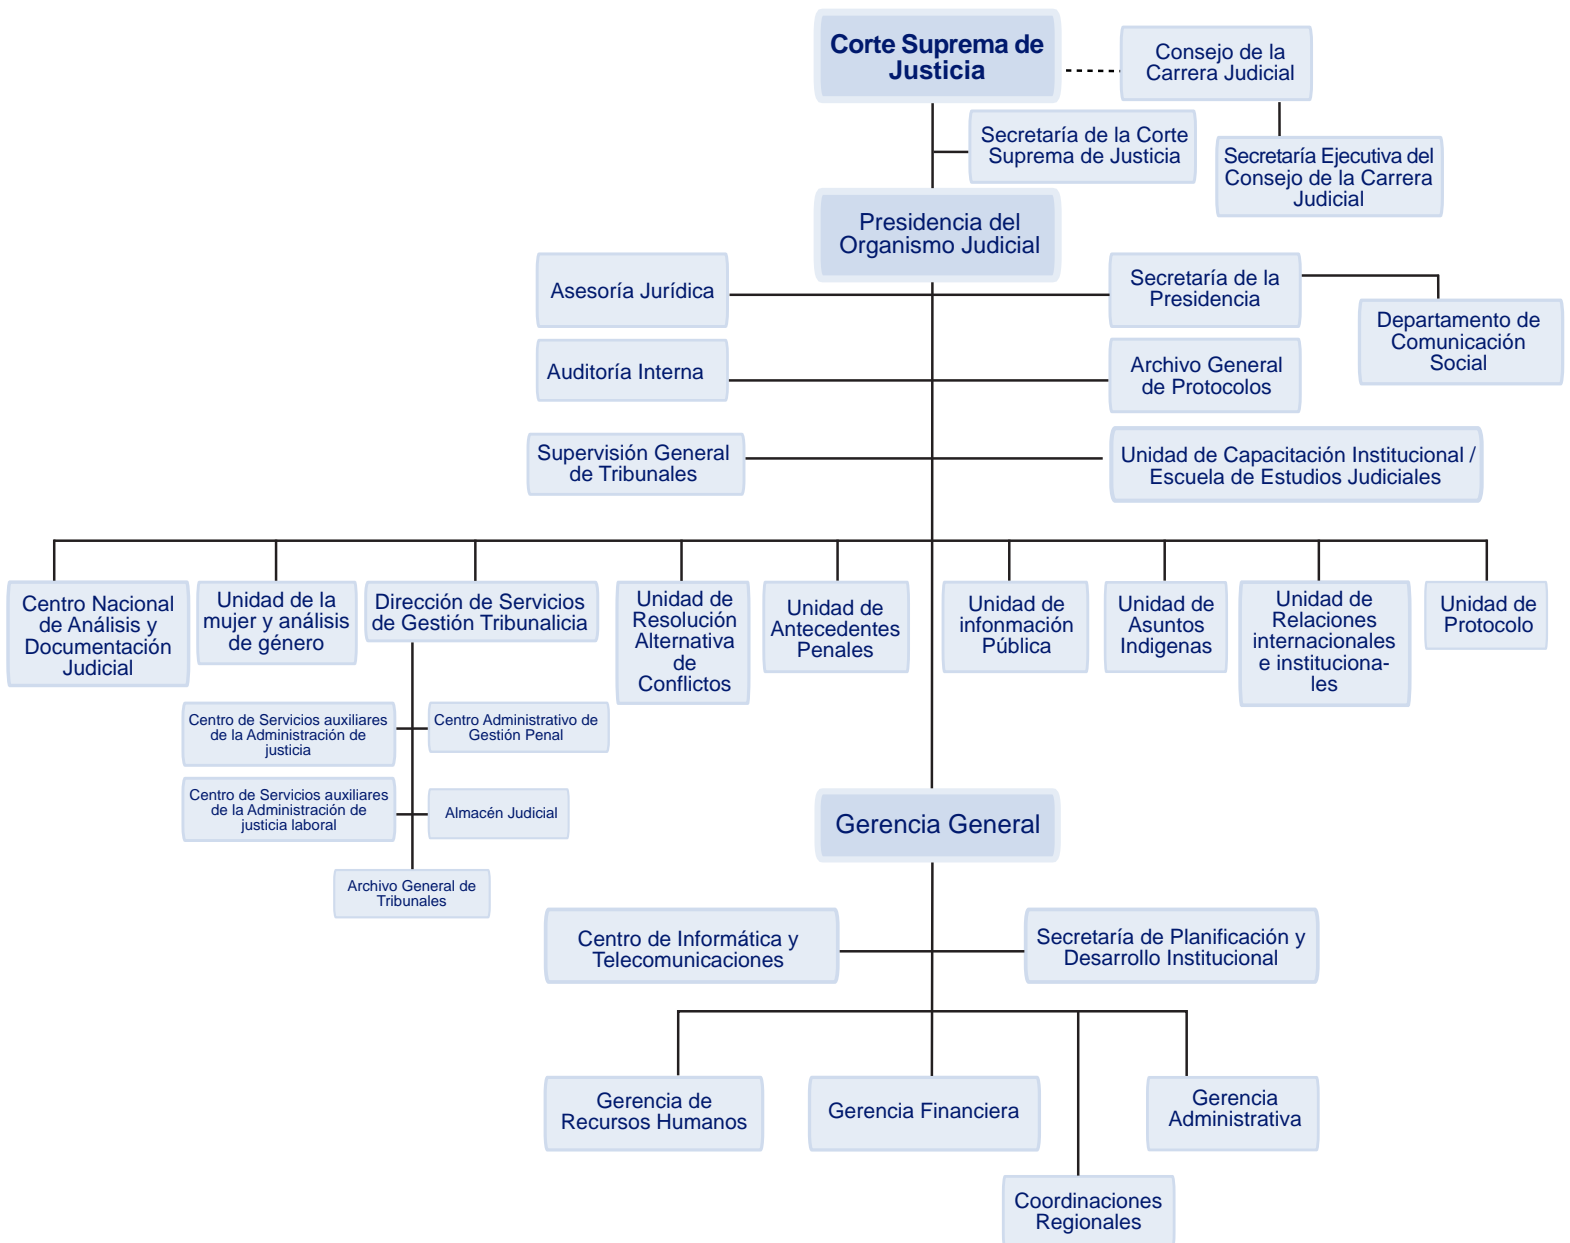 Corte Suprema de
Justicia
Consejo de la
Carrera Judicial
Secretaría de la Corte
Suprema de Justicia
Secretaría Ejecutiva del
Consejo de la Carrera
Judicial
Presidencia del
Organismo Judicial
Asesoría Jurídica
Secretaría de la
Presidencia
Departamento de
Comunicación
Social
Auditoría Interna
Archivo General
de Protocolos
Supervisión General
de Tribunales
Unidad de Capacitación Institucional /
Escuela de Estudios Judiciales
Centro Nacional
de Análisis y
Documentación
Judicial
Unidad de la
mujer y análisis
de género
Dirección de Servicios
de Gestión Tribunalicia
Unidad de
Resolución
Alternativa
de
Conflictos
Unidad de
Antecedentes
Penales
Unidad de
infonmación
Pública
Unidad de
Asuntos
Indigenas
Unidad de
Relaciones
internacionales
e instituciona-
les
Unidad de
Protocolo
Centro de Servicios auxiliares
de la Administración de
justicia
Centro Administrativo de
Gestión Penal
Centro de Servicios auxiliares
de la Administración de
justicia laboral
Almacén Judicial
Archivo General de
Tribunales
Gerencia General
Centro de Informática y
Telecomunicaciones
Secretaría de Planificación y
Desarrollo Institucional
Gerencia de
Recursos Humanos
Gerencia Financiera
Gerencia
Administrativa
Coordinaciones
Regionales